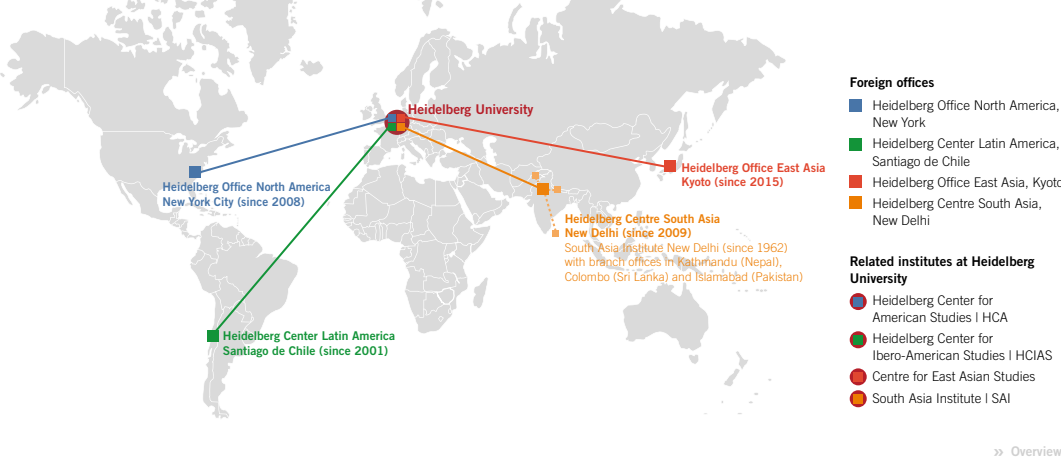 Heidelberg University
Heidelberg Office North America
New York City (since 2008)
Heidelberg Office East Asia
Kyoto (since 2015)
Heidelberg Centre South Asia
New Delhi (since 2009)
South Asia Institute New Delhi (since 1962)
with branch offices in Kathmandu (Nepal),
Colombo (Sri Lanka) and Islamabad (Pakistan)
Heidelberg Center Latin America
Santiago de Chile (since 2001)
Foreign offices
Heidelberg Office North America,
New York
Heidelberg Center Latin America,
Santiago de Chile
Heidelberg Office East Asia, Kyoto
Heidelberg Centre South Asia,
New Delhi
Related institutes at Heidelberg
University
Heidelberg Center for
American Studies | HCA
Heidelberg Center for
Ibero-American Studies | HCIAS
Centre for East Asian Studies
South Asia Institute | SAI
» Overview